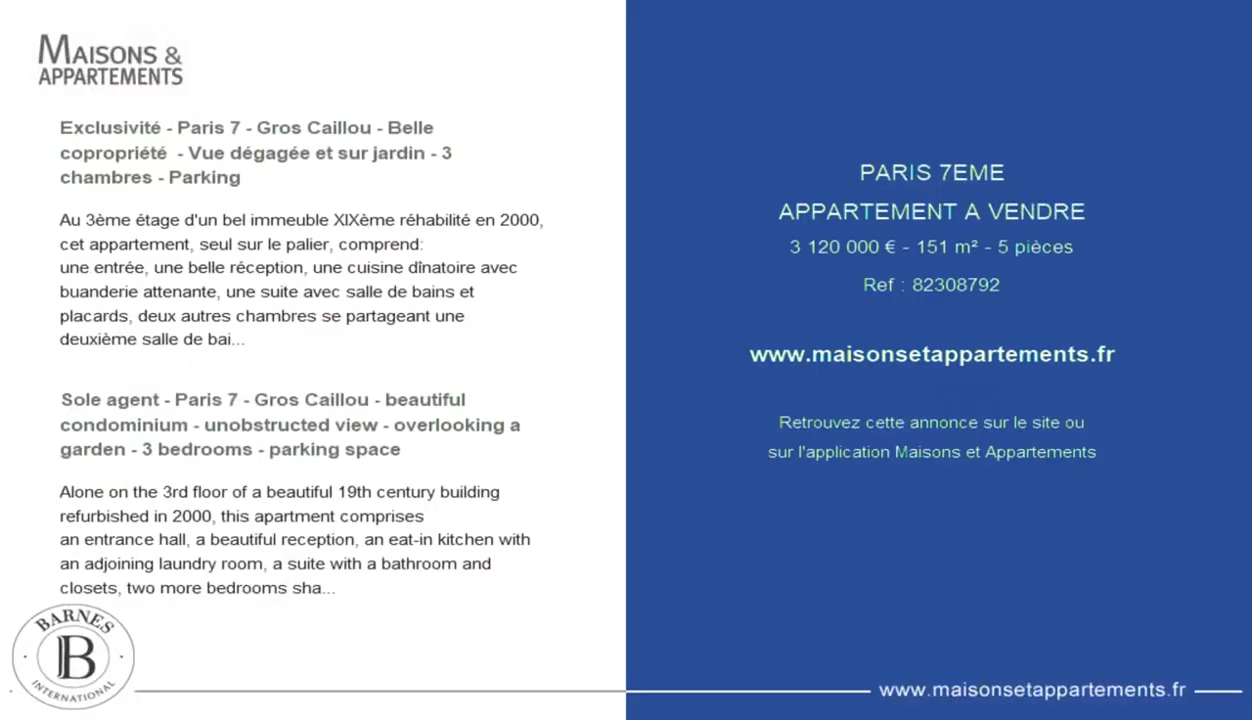 MAISONS &
APPARTEMENTS
Exclusivité - Paris 7 - Gros Caillou - Belle
copropriété - Vue dégagée et sur jardin - 3
chambres - Parking
Au 3ème étage d'un bel immeuble XIXème réhabilité en 2000,
cet appartement, seul sur le palier, comprend:
une entrée, une belle réception, une cuisine dînatoire avec
buanderie attenante, une suite avec salle de bains et
placards, deux autres chambres se partageant une
deuxième salle de bai...
Sole agent - Paris 7 - Gros Caillou - beautiful
condominium - unobstructed view - overlooking a
garden - 3 bedrooms - parking space
Alone on the 3rd floor of a beautiful 19th century building
refurbished in 2000, this apartment comprises
an entrance hall, a beautiful reception, an eat-in kitchen with
an adjoining laundry room, a suite with a bathroom and
closets, two more bedrooms sha...
BARNES
B
INTERNATIONAL
PARIS 7EME
APPARTEMENT A VENDRE
3 120 000 € - 151 m² - 5 pièces
Ref : 82308792
www.maisonsetappartements.fr
Retrouvez cette annonce sur le site ou
sur l'application Maisons et Appartements
www.maisonsetappartements.fr